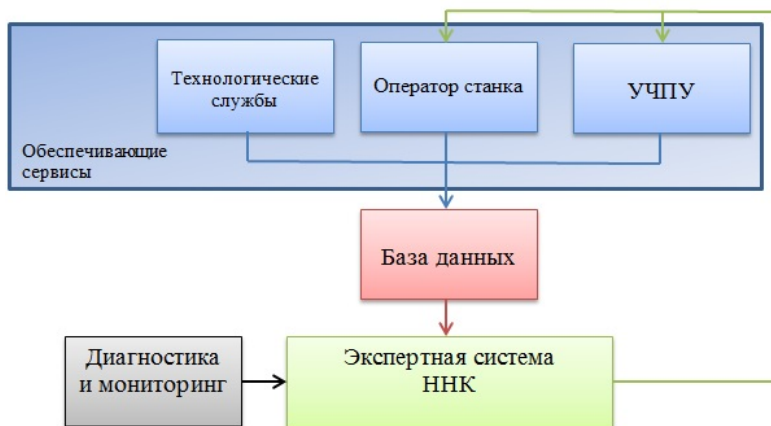 Технологические
службы
Оператор станка
УЧПУ
Обеспечивающие
сервисы
База данных
Диагностика
и мониторинг
Экспертная система
ННК